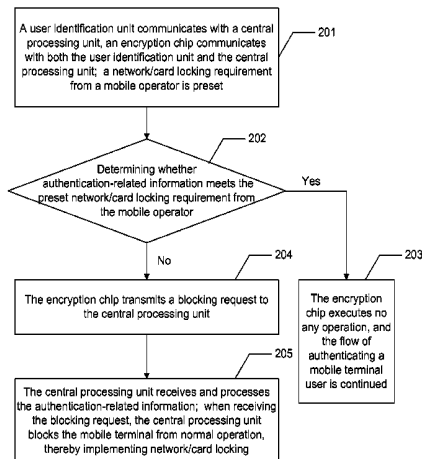 A user identification unit communicates with a central
processing unit, an encryption chip communicates
with both the user identification unit and the central
processing unit; a network/card locking requirement
from a mobile operator is preset
201
202
Determining whether
authentication-related information meets the
preset network/card locking requirement from
the mobile operator
Yes
No
204
203
The encryption chip transmits a blocking request to
the central processing unit
The encryption
chip executes no
any operation, and
the flow of
authenticating a
mobile terminal
user is continued
205
The central processing unit receives and processes
the authentication-related information; when receiving
the blocking request, the central processing unit
blocks the mobile terminal from normal operation,
thereby implementing network/card locking